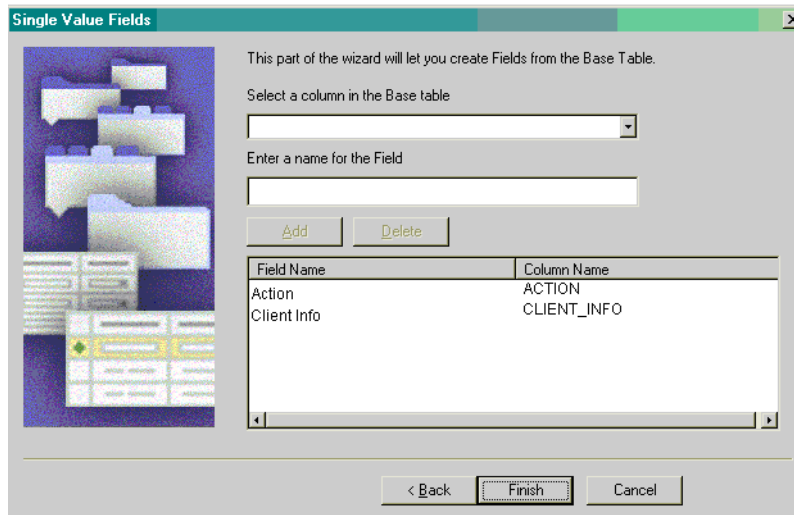 Single Value Fields
This part of the wizard will let you create Fields from the Base Table.
Select a column in the Base table
Enter a name for the Field
Add Delete
Field Name Column Name
Action ACTION
Client Info CLIENT_INFO
< Back Finish Cancel